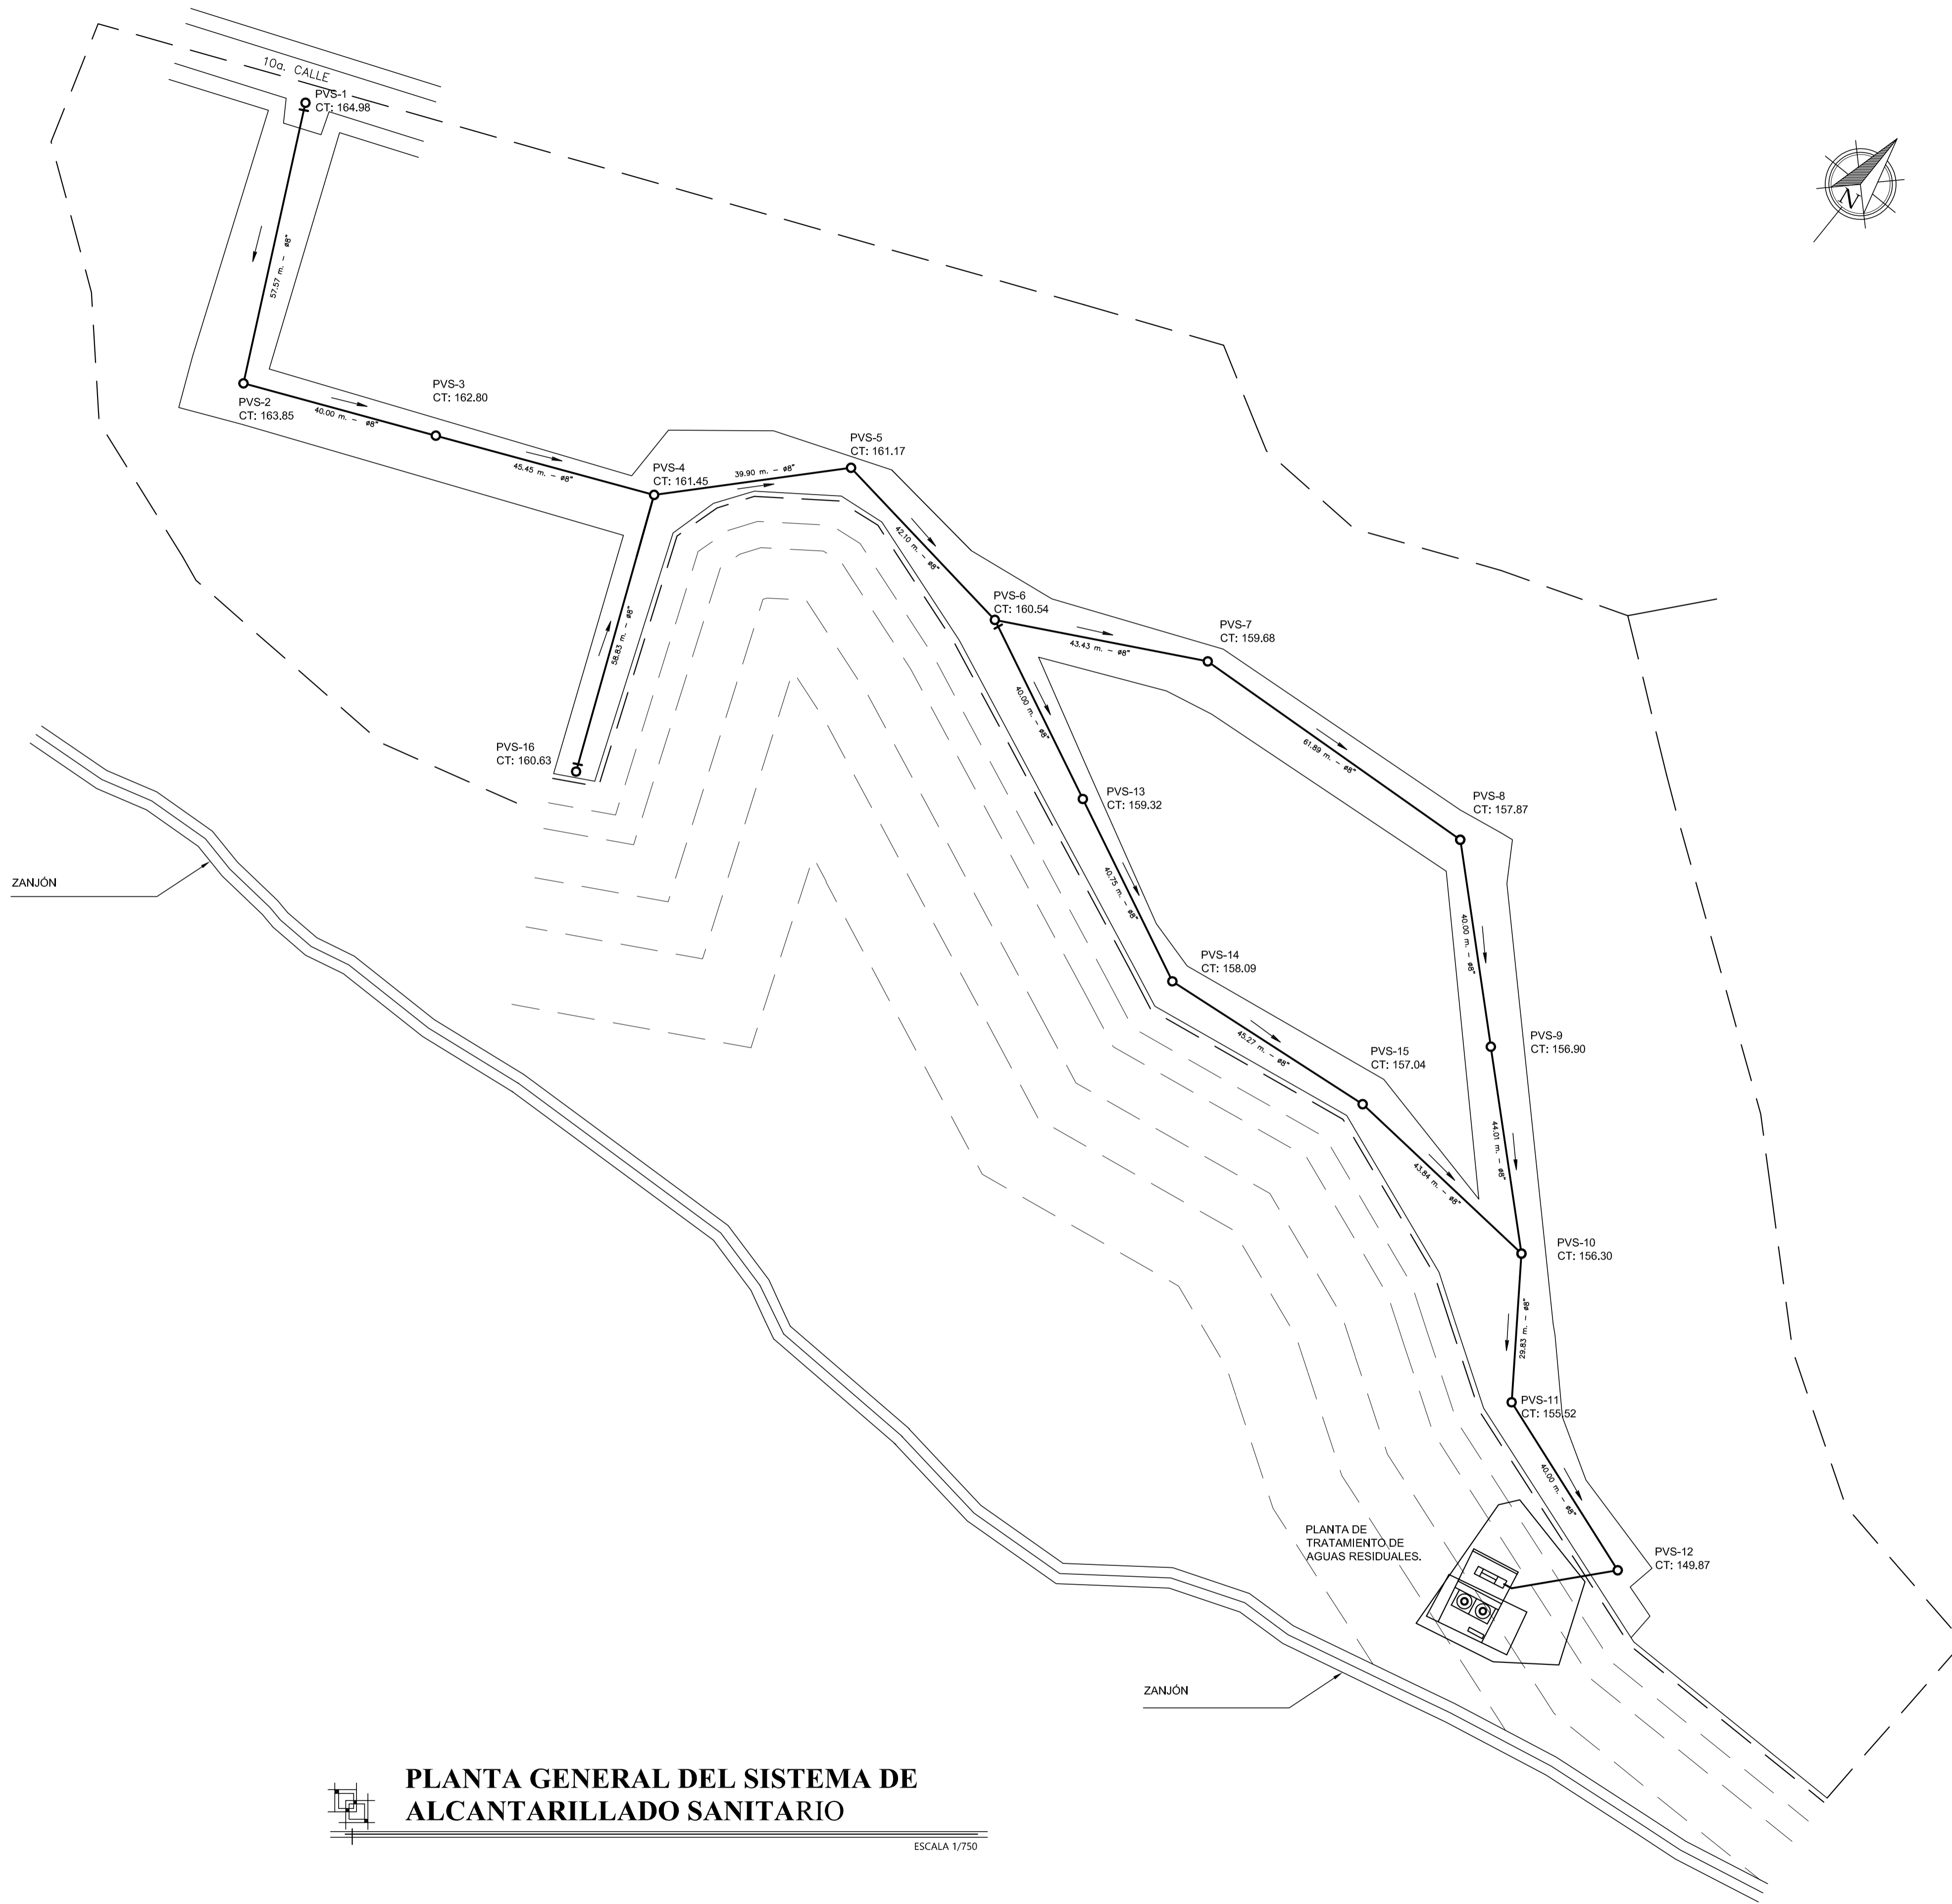 10a. CALLE
PVS-1
CT: 164.98
57.57 m. - ø8"
PVS-2
CT: 163.85
40.00 m. - ø8"
PVS-3
CT: 162.80
45.45 m. - ø8"
PVS-4
CT: 161.45
39.90 m. - ø8"
PVS-5
CT: 161.17
42.10 m. - ø8"
PVS-6
CT: 160.54
43.43 m. - ø8"
PVS-7
CT: 159.68
61.89 m. - ø8"
PVS-8
CT: 157.87
40.00 m. - ø8"
PVS-9
CT: 156.90
44.01 m. - ø8"
PVS-10
CT: 156.30
29.83 m. - ø8"
PVS-11
CT: 155.52
40.00 m. - ø8"
PVS-12
CT: 149.87
40.00 m. - ø8"
PVS-13
CT: 159.32
40.75 m. - ø8"
PVS-14
CT: 158.09
45.27 m. - ø8"
PVS-15
CT: 157.04
43.84 m. - ø8"
PVS-16
CT: 160.63
58.83 m. - ø8"
N
ZANJÓN
PLANTA DE
TRATAMIENTO DE
AGUAS RESIDUALES.
ZANJÓN
PLANTA GENERAL DEL SISTEMA DE
ALCANTARILLADO SANITARIO
ESCALA 1/750